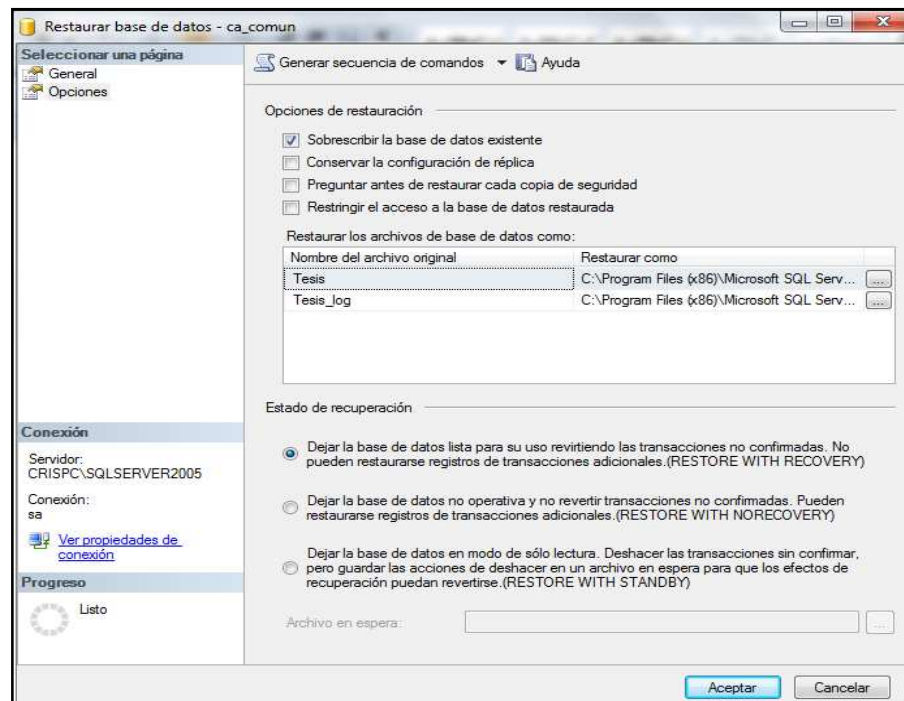 Restaurar base de datos - ca_comun
Seleccionar una página
General
Opciones
Generar secuencia de comandos
Ayuda
Opciones de restauración
Sobrescribir la base de datos existente
Conservar la configuración de réplica
Preguntar antes de restaurar cada copia de seguridad
Restringir el acceso a la base de datos restaurada
Restaurar los archivos de base de datos como:
Nombre del archivo original Restaurar como
Tesis C:\Program Files (x86)\Microsoft SQL Serv... ...
Tesis_log C:\Program Files (x86)\Microsoft SQL Serv... ...
Estado de recuperación
Dejar la base de datos lista para su uso revirtiendo las transacciones no confirmadas. No
pueden restaurarse registros de transacciones adicionales.(RESTORE WITH RECOVERY)
Dejar la base de datos no operativa y no revertir transacciones no confirmadas. Pueden
restaurarse registros de transacciones adicionales.(RESTORE WITH NORECOVERY)
Dejar la base de datos en modo de sólo lectura. Deshacer las transacciones sin confirmar,
pero guardar las acciones de deshacer en un archivo en espera para que los efectos de
recuperación puedan revertirse.(RESTORE WITH STANDBY)
Archivo en espera: ...
Conexión
Servidor:
CRISPC\SQLSERVER2005
Conexión:
sa
Ver propiedades de
conexión
Progreso
Listo
Aceptar
Cancelar